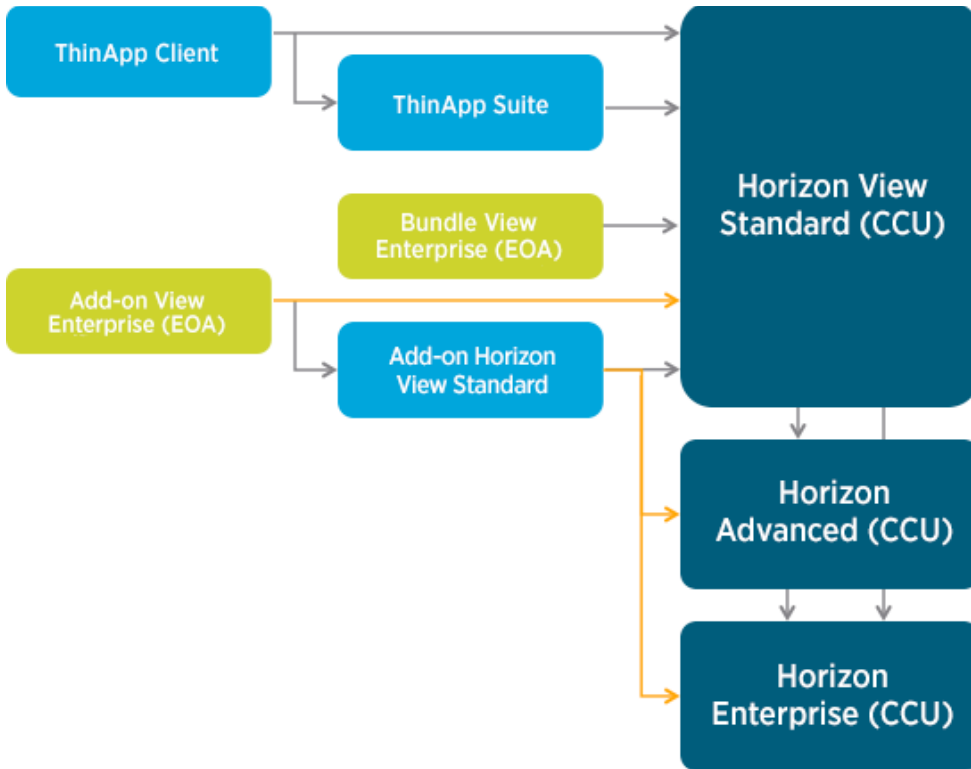 ThinApp Client
ThinApp Suite
Horizon View
Standard (CCU)
Bundle View
Enterprise (EOA)
Add-on View
Enterprise (EOA)
Add-on Horizon
View Standard
Horizon
Advanced (CCU)
Horizon
Enterprise (CCU)